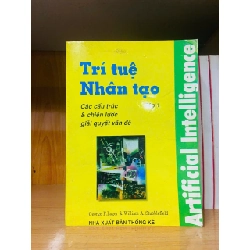 Trí tuệ
Nhân tạo
Các cấu trúc
& chiến lược
giải quyết vấn đề
NHÀ XUẤT BẢN THỐNG KÊ
Artificial Intelligence